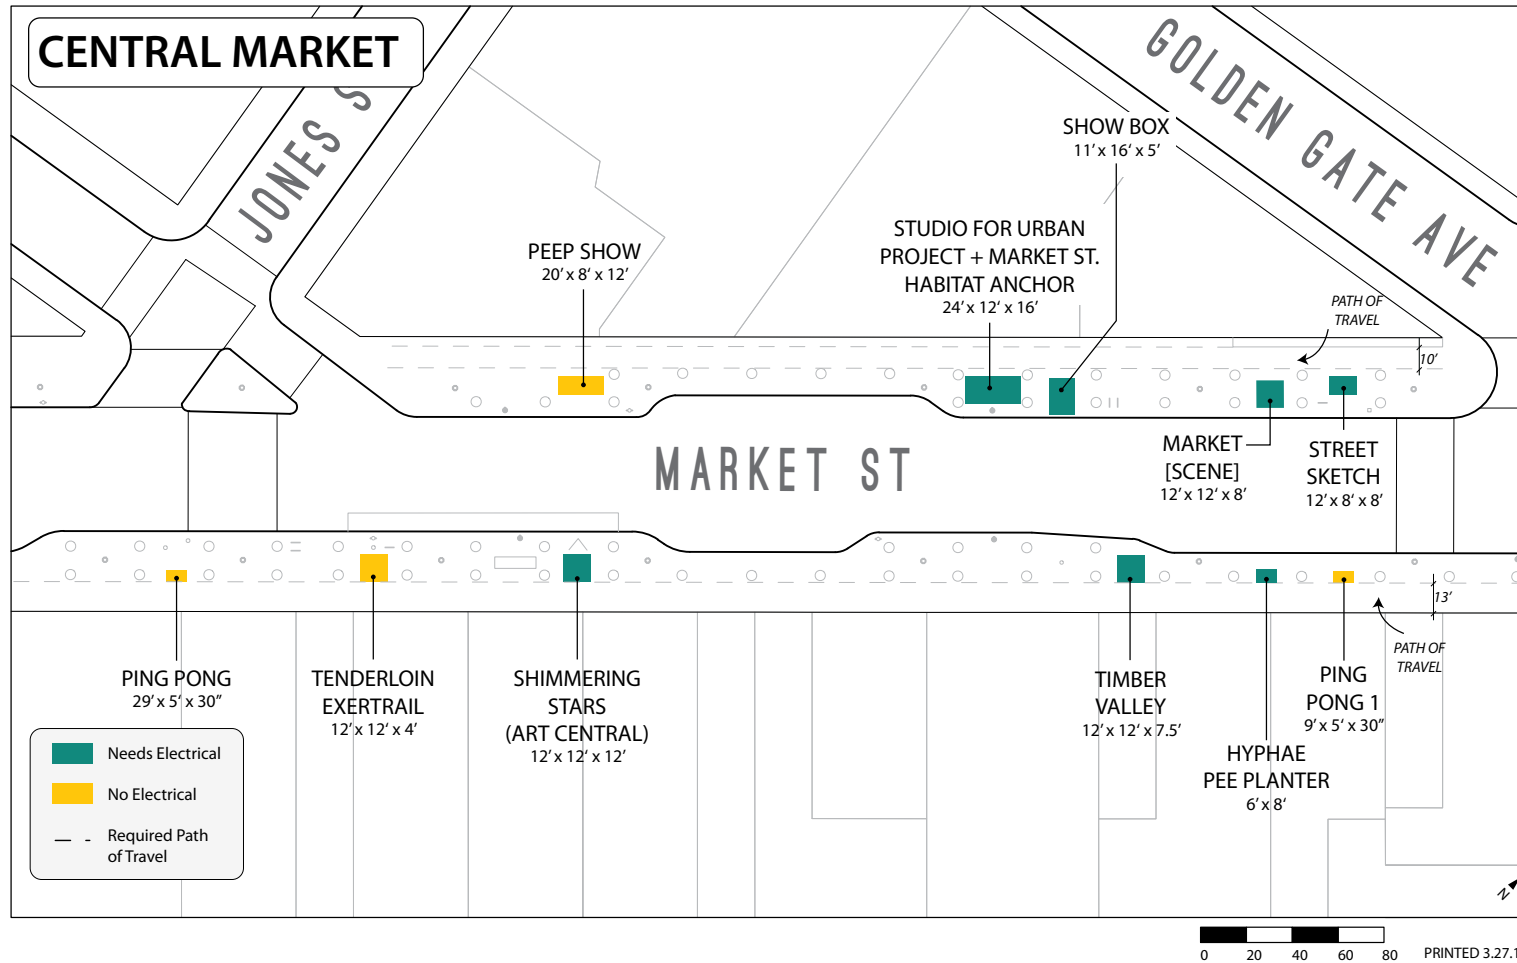 CENTRAL MARKET
JONES S
GOLDEN GATE AVE
SHOW BOX
11’ x 16‘ x 5’
STUDIO FOR URBAN
PROJECT + MARKET ST.
HABITAT ANCHOR
24’ x 12‘ x 16’
PEEP SHOW
20’ x 8‘ x 12’
PATH OF
TRAVEL
10’
MARKET ST
MARKET
[SCENE]
12’ x 12‘ x 8’
STREET
SKETCH
12’ x 8‘ x 8’
13’
PATH OF
TRAVEL
PING PONG
29’ x 5‘ x 30”
TENDERLOIN
EXERTRAIL
12’ x 12‘ x 4’
SHIMMERING
STARS
(ART CENTRAL)
12’ x 12‘ x 12’
TIMBER
VALLEY
12’ x 12‘ x 7.5’
HYPHAE
PEE PLANTER
6’ x 8‘
PING
PONG 1
9’ x 5‘ x 30”
Needs Electrical
No Electrical
Required Path
of Travel
N
0 20 40 60 80
PRINTED 3.27.1